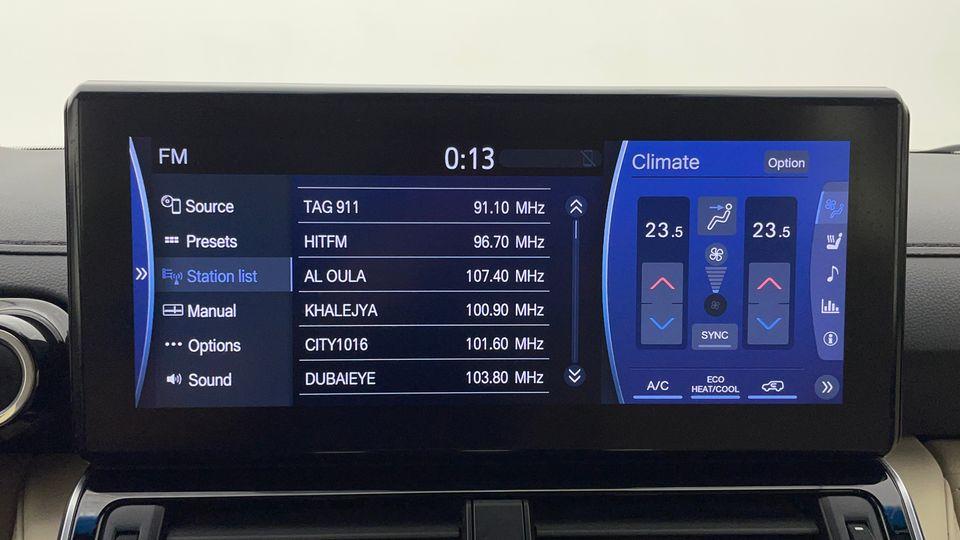 FM
0:13
Source
Presets
Station list
Manual
Options
Sound
TAG 911 91.10 MHz
HITFM 96.70 MHz
AL OULA 107.40 MHz
KHALEJYA 100.90 MHz
CITY1016 101.60 MHz
DUBAIEYE 103.80 MHz
Climate
Option
23.5 23.5
SYNC
A/C
ECO
HEAT/COOL